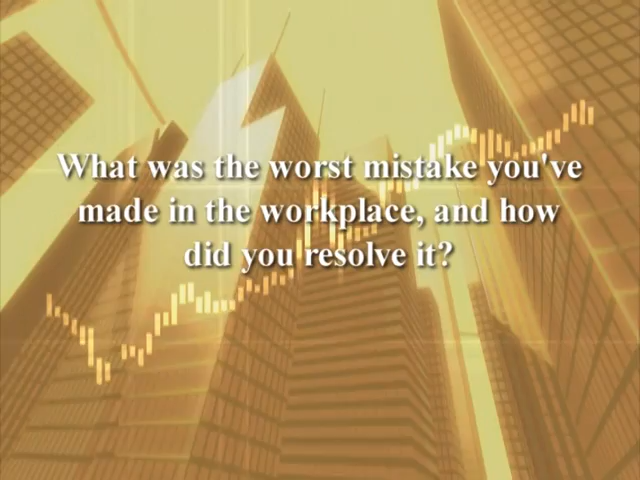 What was the worst mistake you've
made in the workplace, and how
did you resolve it?